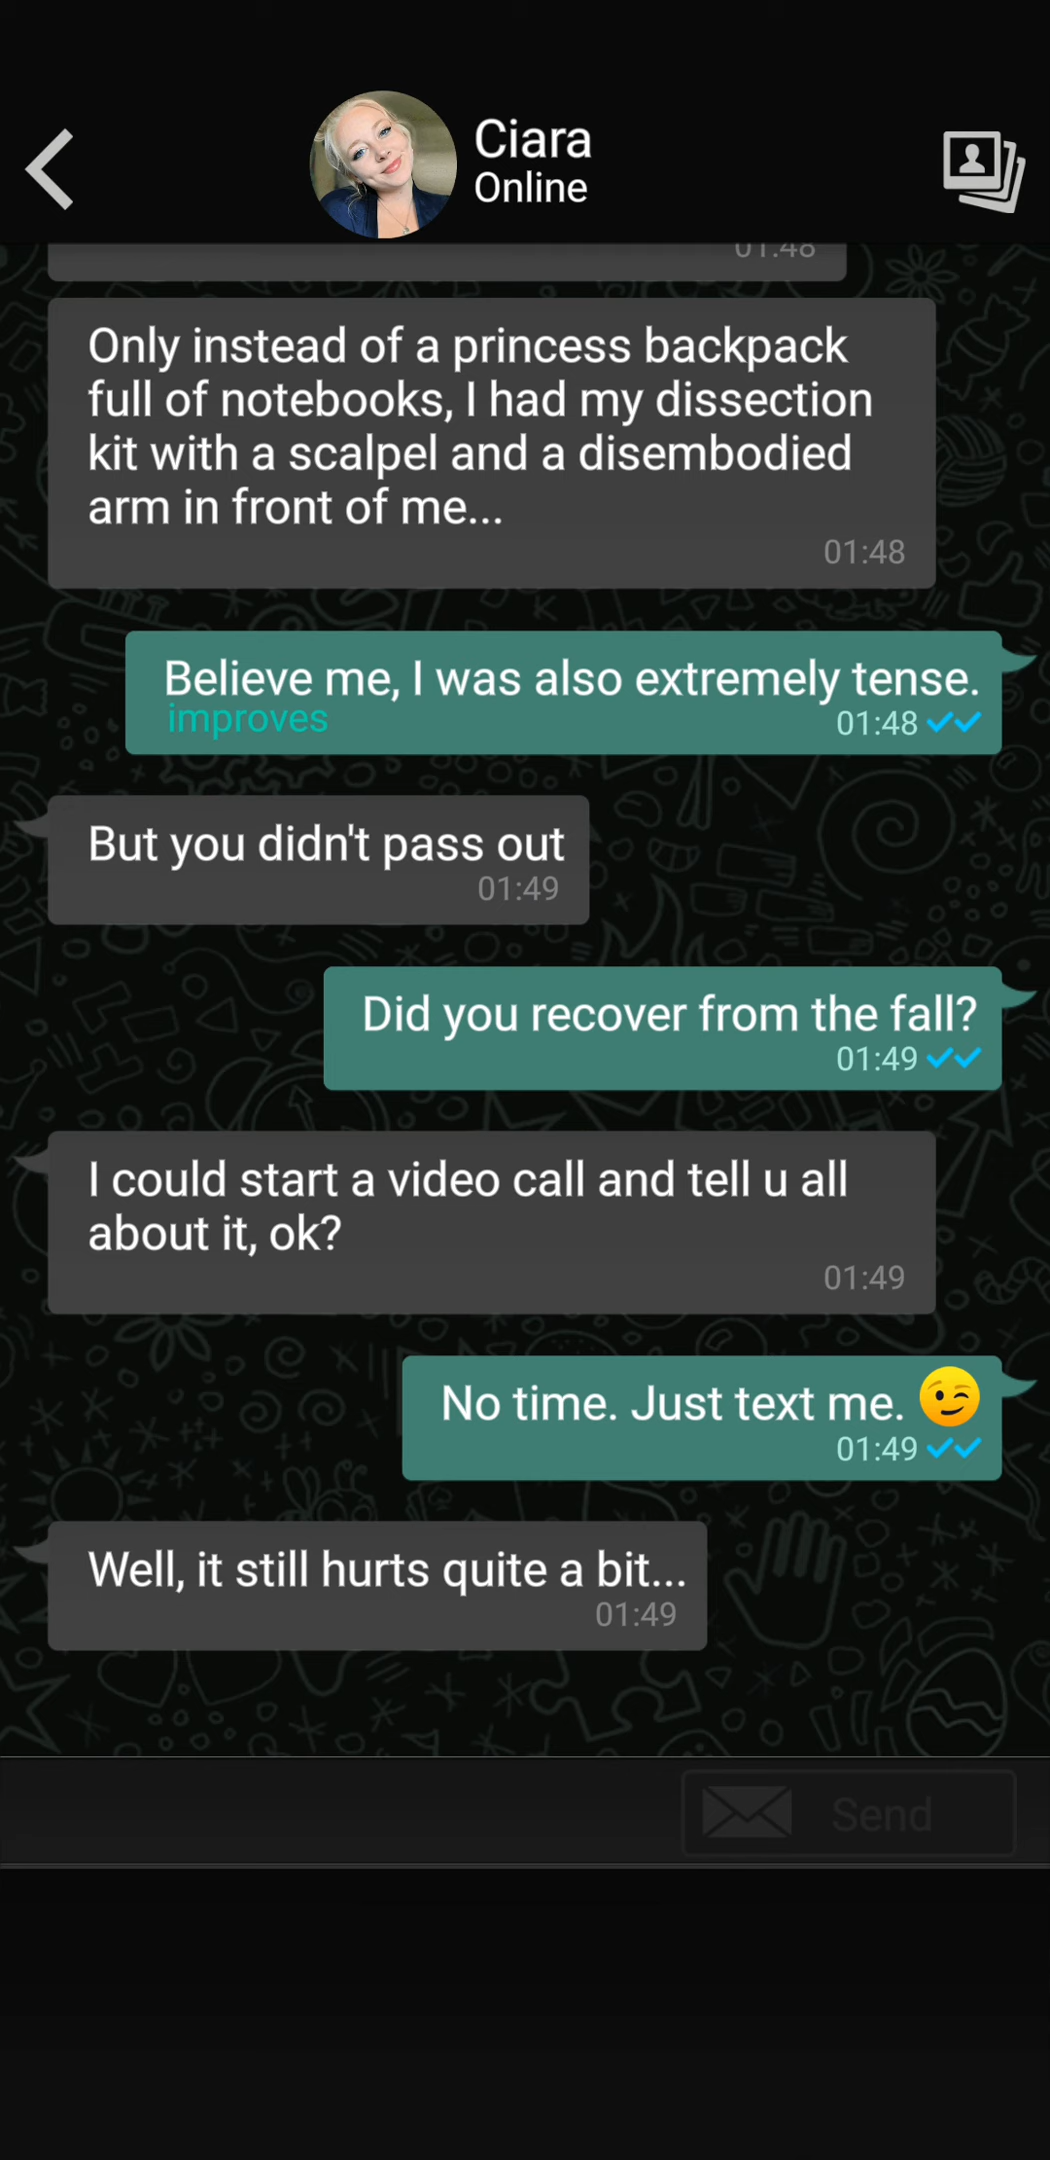 Ciara
Online
01:48
Only instead of a princess backpack
full of notebooks, I had my dissection
kit with a scalpel and a disembodied
arm in front of me...
01:48
Believe me, I was also extremely tense.
improves
01:48
But you didn't pass out
01:49
Did you recover from the fall?
01:49
I could start a video call and tell u all
about it, ok?
01:49
No time. Just text me. 😉
01:49
Well, it still hurts quite a bit...
01:49
Send